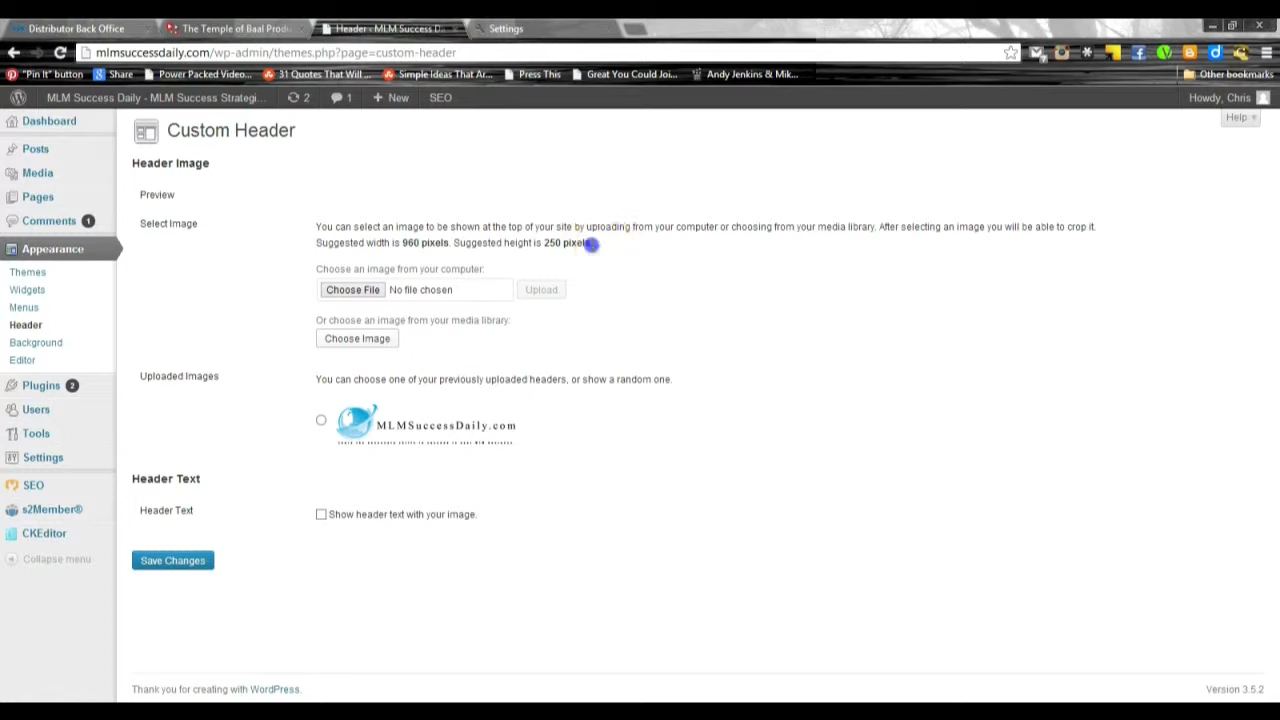 Distributor Back Office
The Temple of Baal Produ
Header ‹ MLM Success D
Settings
mlmsuccessdaily.com/wp-admin/themes.php?page=custom-header
"Pin It" button
Share
Power Packed Video...
31 Quotes That Will ...
Simple Ideas That Ar...
Press This
Great You Could Joi...
Andy Jenkins & Mik...
Other bookmarks
MLM Success Daily - MLM Success Strategi...
2
1
+ New
SEO
Howdy, Chris
Help
Dashboard
Posts
Media
Pages
Comments 1
Appearance
Themes
Widgets
Menus
Header
Background
Editor
Plugins 2
Users
Tools
Settings
SEO
s2Member®
CKEditor
Collapse menu
Custom Header
Header Image
Preview
Select Image
You can select an image to be shown at the top of your site by uploading from your computer or choosing from your media library. After selecting an image you will be able to crop it.
Suggested width is 960 pixels. Suggested height is 250 pixels.
Choose an image from your computer:
Choose File No file chosen
Upload
Or choose an image from your media library:
Choose Image
Uploaded Images
You can choose one of your previously uploaded headers, or show a random one.
MLMSuccessDaily.com
Header Text
Header Text
Show header text with your image.
Save Changes
Thank you for creating with WordPress.
Version 3.5.2